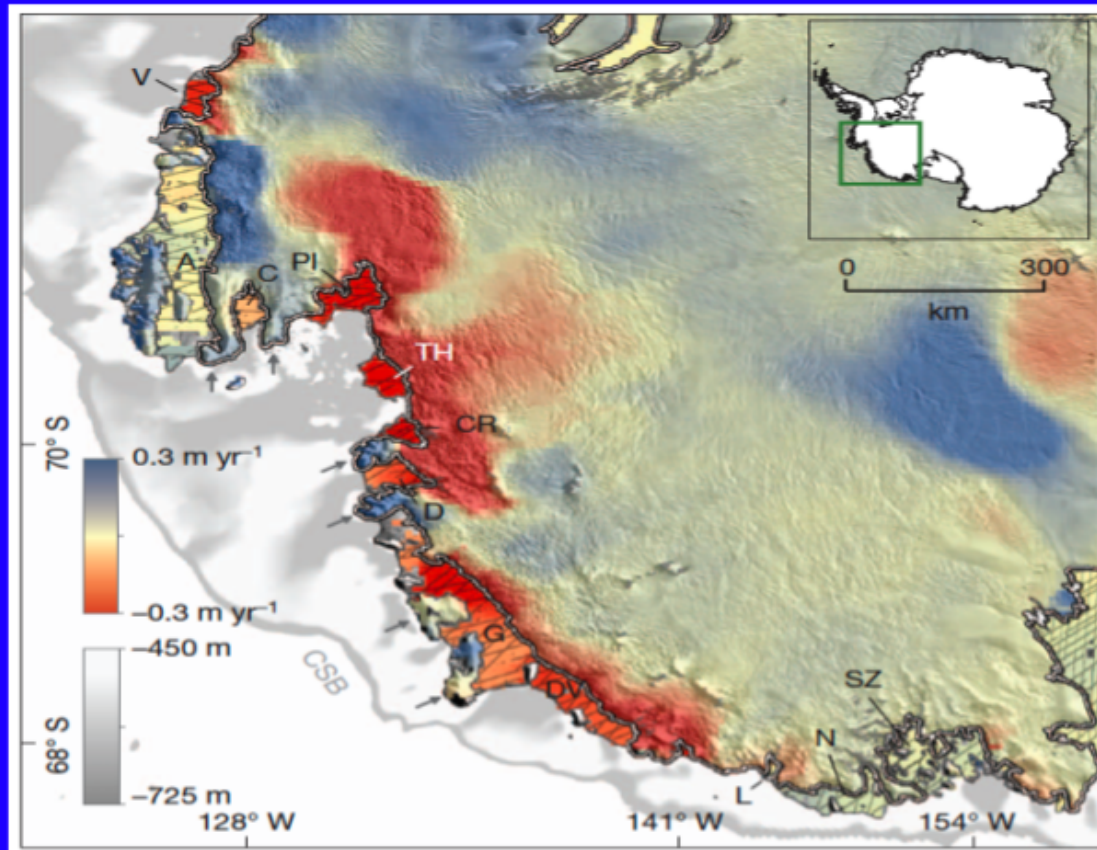 V
A
C
PI
0 300
km
TH
CR
70° S
0.3 m yr⁻¹
D
–0.3 m yr⁻¹
–450 m
G
CSB
DV
SZ
68° S
N
–725 m
L
128° W 141° W 154° W